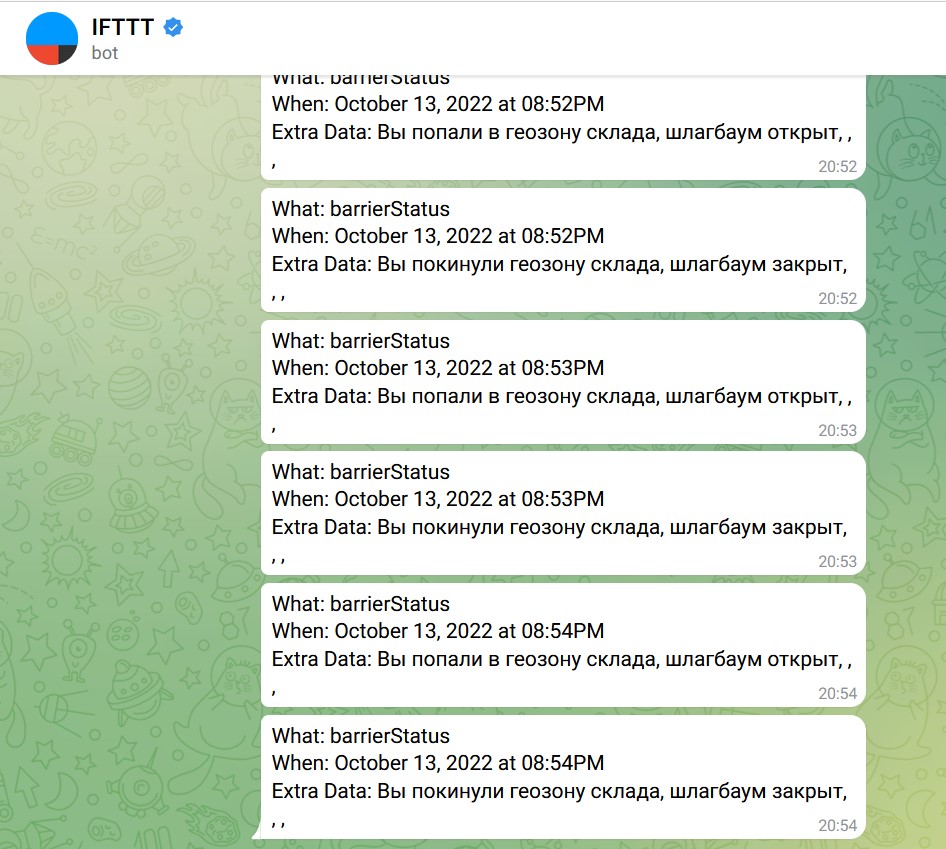 IFTTT
bot
What: barrierStatus
When: October 13, 2022 at 08:52PM
Extra Data: Вы попали в геозону склада, шлагбаум открыт, ,
,
20:52
What: barrierStatus
When: October 13, 2022 at 08:52PM
Extra Data: Вы покинули геозону склада, шлагбаум закрыт,
, ,
20:52
What: barrierStatus
When: October 13, 2022 at 08:53PM
Extra Data: Вы попали в геозону склада, шлагбаум открыт, ,
,
20:53
What: barrierStatus
When: October 13, 2022 at 08:53PM
Extra Data: Вы покинули геозону склада, шлагбаум закрыт,
, ,
20:53
What: barrierStatus
When: October 13, 2022 at 08:54PM
Extra Data: Вы попали в геозону склада, шлагбаум открыт, ,
,
20:54
What: barrierStatus
When: October 13, 2022 at 08:54PM
Extra Data: Вы покинули геозону склада, шлагбаум закрыт,
, ,
20:54